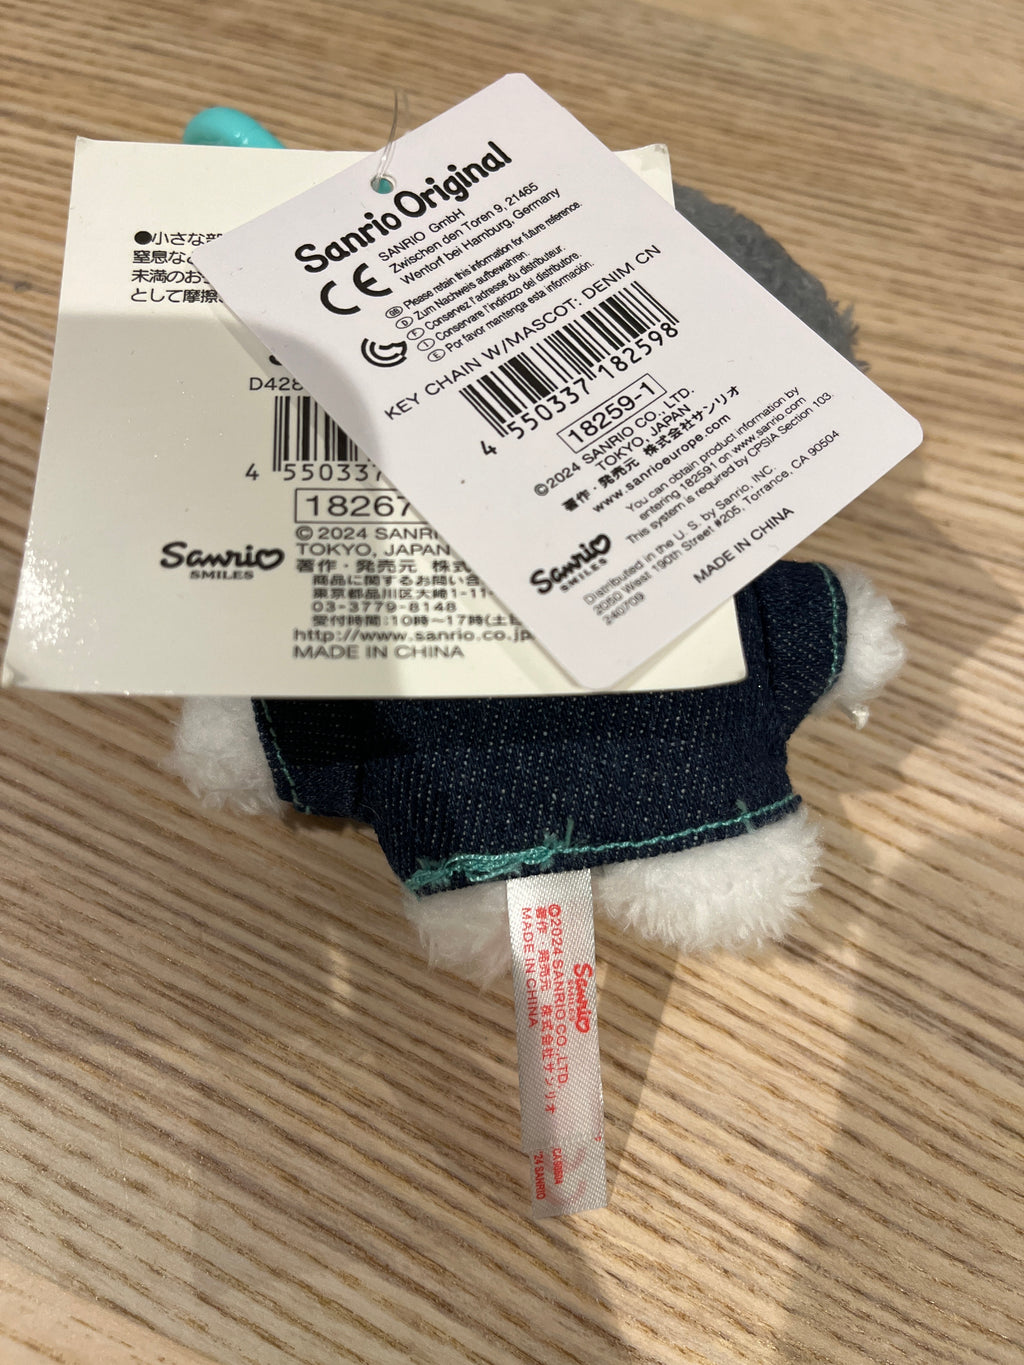 Sanrio Original
CE
SANRIO GmbH
Zwischen den Toren 9, 21465
Wentorf bei Hamburg, Germany
GB Please retain this information for future reference.
D Zum Nachweis aufbewahren.
F Conservez l'adresse du distributeur.
I Conservare l'indirizzo del distributore.
E Por favor mantenga esta información.
KEY CHAIN W/MASCOT: DENIM CN
4 550337 182598
18259-1
©2024 SANRIO CO., LTD.
TOKYO, JAPAN
著作・発売元 株式会社サンリオ
www.sanrioeurope.com
You can obtain product information by
entering 182591 on www.sanrio.com
This system is required by CPSIA Section 103.
Sanrio
SMILES
Distributed in the U. S. by Sanrio, INC.
2050 West 190th Street #205, Torrance, CA 90504
240709
MADE IN CHINA
●小さな部
窒息など
未満のお
として摩擦
D428
4 550337
18267
©2024 SANRI
TOKYO, JAPAN
著作・発売元 株式
Sanrio
SMILES
商品に関するお問い合
東京都品川区大崎1-11-
03-3779-8148
受付時間:10時～17時(土日
http://www.sanrio.co.jp
MADE IN CHINA
Sanrio
SMILES
©2024 SANRIO CO., LTD.
著作・発売元 株式会社サンリオ
MADE IN CHINA
'24 SANRIO